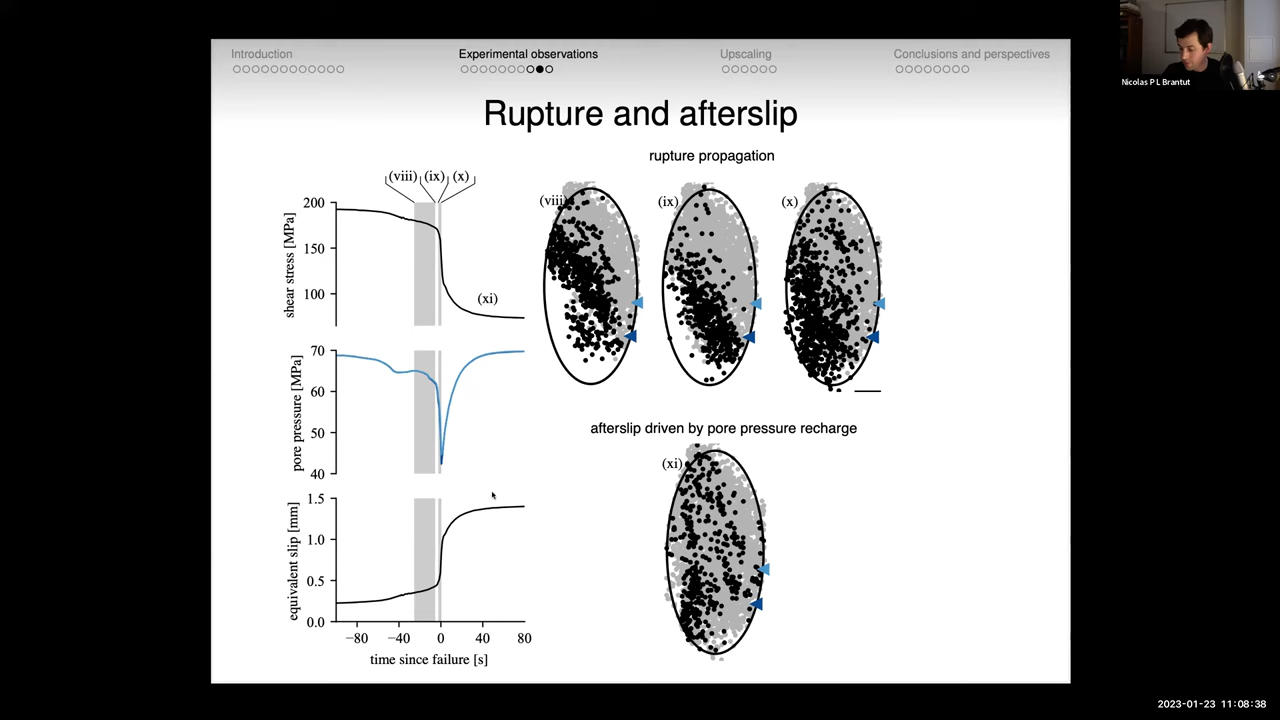 Introduction
Experimental observations
Upscaling
Conclusions and perspectives
Nicolas P L Brantut
Rupture and afterslip
rupture propagation
(viii) (ix) (x)
200
150
100
shear stress [MPa]
(xi)
(viii)
(ix)
(x)
70
60
50
40
pore pressure [MPa]
afterslip driven by pore pressure recharge
(xi)
1.5
1.0
0.5
0.0
equivalent slip [mm]
−80 −40 0 40 80
time since failure [s]
2023-01-23 11:08:38